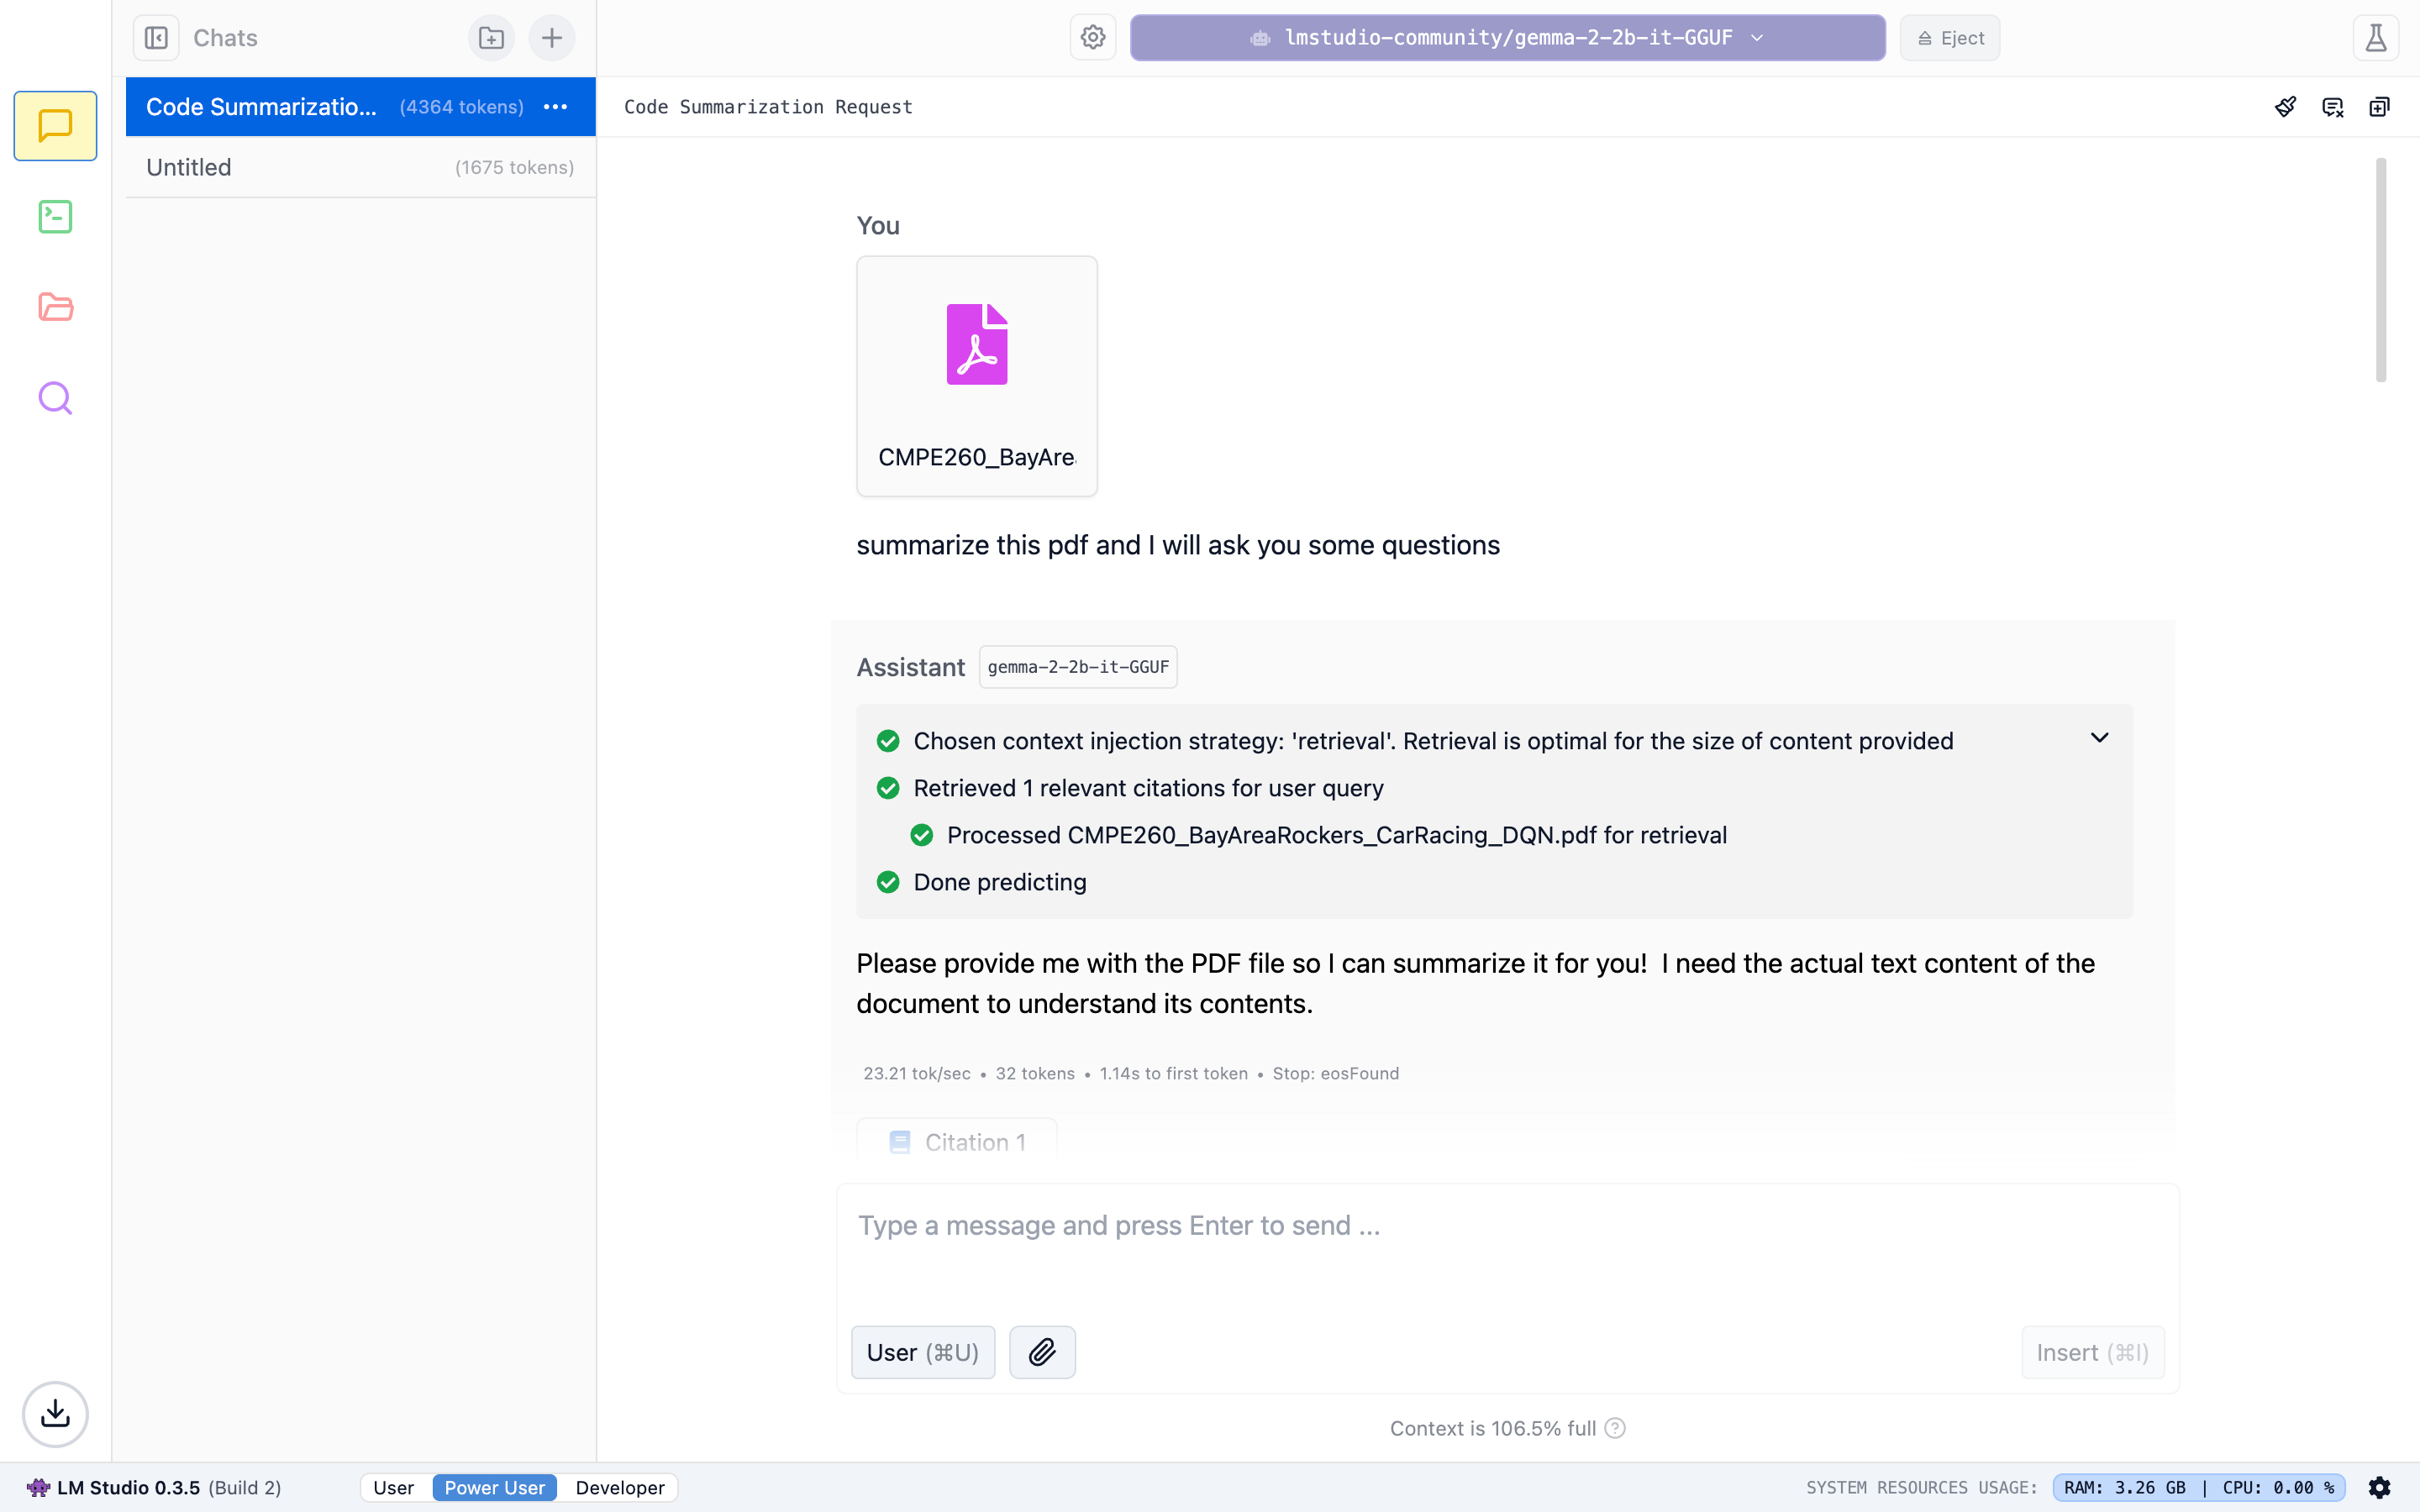 Chats
lmstudio-community/gemma-2-2b-it-GGUF
Eject
Code Summarizatio... (4364 tokens)
Untitled (1675 tokens)
Code Summarization Request
You
CMPE260_BayArea
summarize this pdf and I will ask you some questions
Assistant gemma-2-2b-it-GGUF
Chosen context injection strategy: 'retrieval'. Retrieval is optimal for the size of content provided
Retrieved 1 relevant citations for user query
Processed CMPE260_BayAreaRockers_CarRacing_DQN.pdf for retrieval
Done predicting
Please provide me with the PDF file so I can summarize it for you! I need the actual text content of the
document to understand its contents.
23.21 tok/sec • 32 tokens • 1.14s to first token • Stop: eosFound
Citation 1
Type a message and press Enter to send ...
User (⌘U)
Insert (⌘I)
Context is 106.5% full ?
LM Studio 0.3.5 (Build 2)
User Power User Developer
SYSTEM RESOURCES USAGE: RAM: 3.26 GB | CPU: 0.00 %